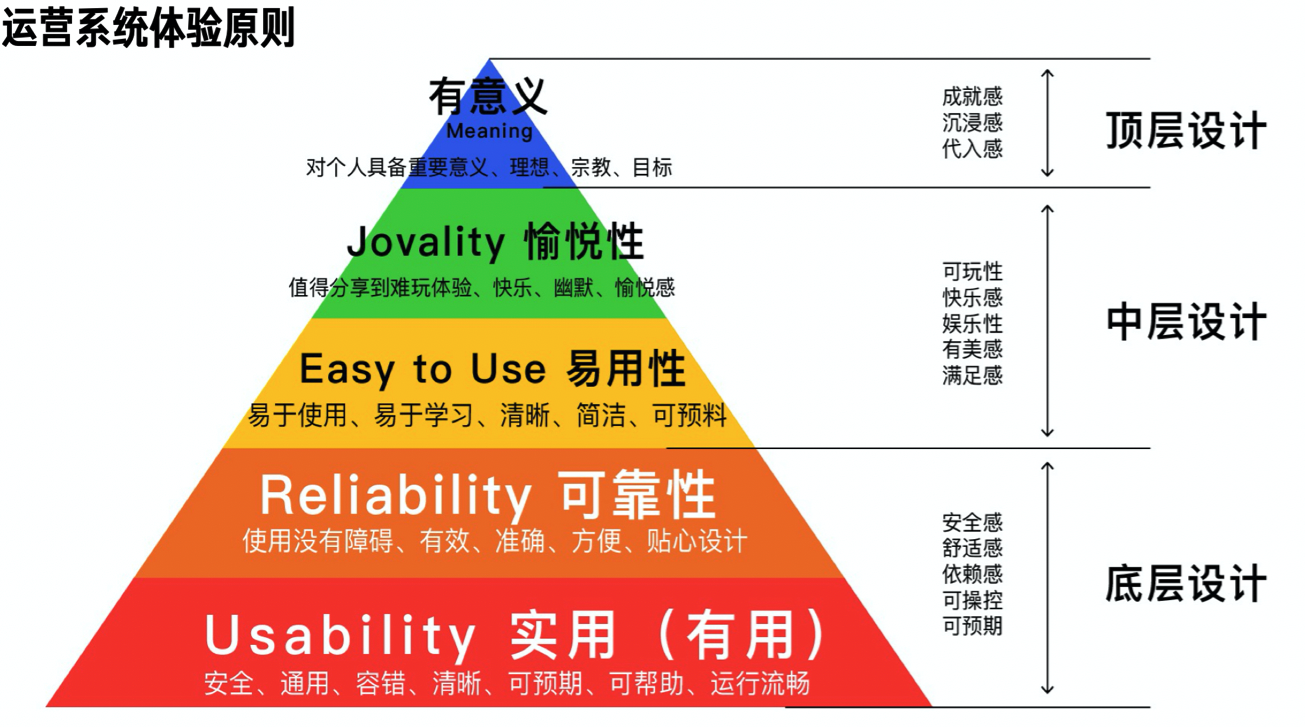 运营系统体验原则
有意义
Meaning
对个人具备重要意义、理想、宗教、目标
成就感
沉浸感
代入感
顶层设计
Jovality 愉悦性
值得分享到难玩体验、快乐、幽默、愉悦感
Easy to Use 易用性
易于使用、易于学习、清晰、简洁、可预料
可玩性
快乐感
娱乐性
有美感
满足感
中层设计
Reliability 可靠性
使用没有障碍、有效、准确、方便、贴心设计
Usability 实用（有用）
安全、通用、容错、清晰、可预期、可帮助、运行流畅
安全感
舒适感
依赖感
可操控
可预期
底层设计